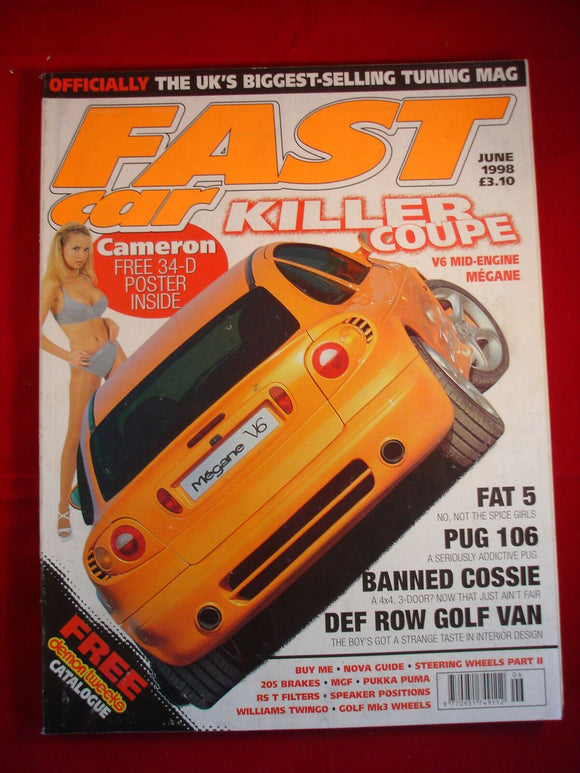 OFFICIALLY THE UK'S BIGGEST-SELLING TUNING MAG
FAST
car
JUNE
1998
£3.10
KILLER
COUPE
V6 MID-ENGINE
MÉGANE
Cameron
FREE 34-D
POSTER
INSIDE
Mégane V6
FAT 5
NO, NOT THE SPICE GIRLS
PUG 106
A SERIOUSLY ADDICTIVE PUG
BANNED COSSIE
A 4x4, 3-DOOR? NOW THAT JUST AIN'T FAIR
DEF ROW GOLF VAN
THE BOY'S GOT A STRANGE TASTE IN INTERIOR DESIGN
FREE
demon tweeks
CATALOGUE
BUY ME • NOVA GUIDE • STEERING WHEELS PART II
205 BRAKES • MGF • PUKKA PUMA
RS T FILTERS • SPEAKER POSITIONS
WILLIAMS TWINGO • GOLF Mk3 WHEELS
06
9 770951 749512